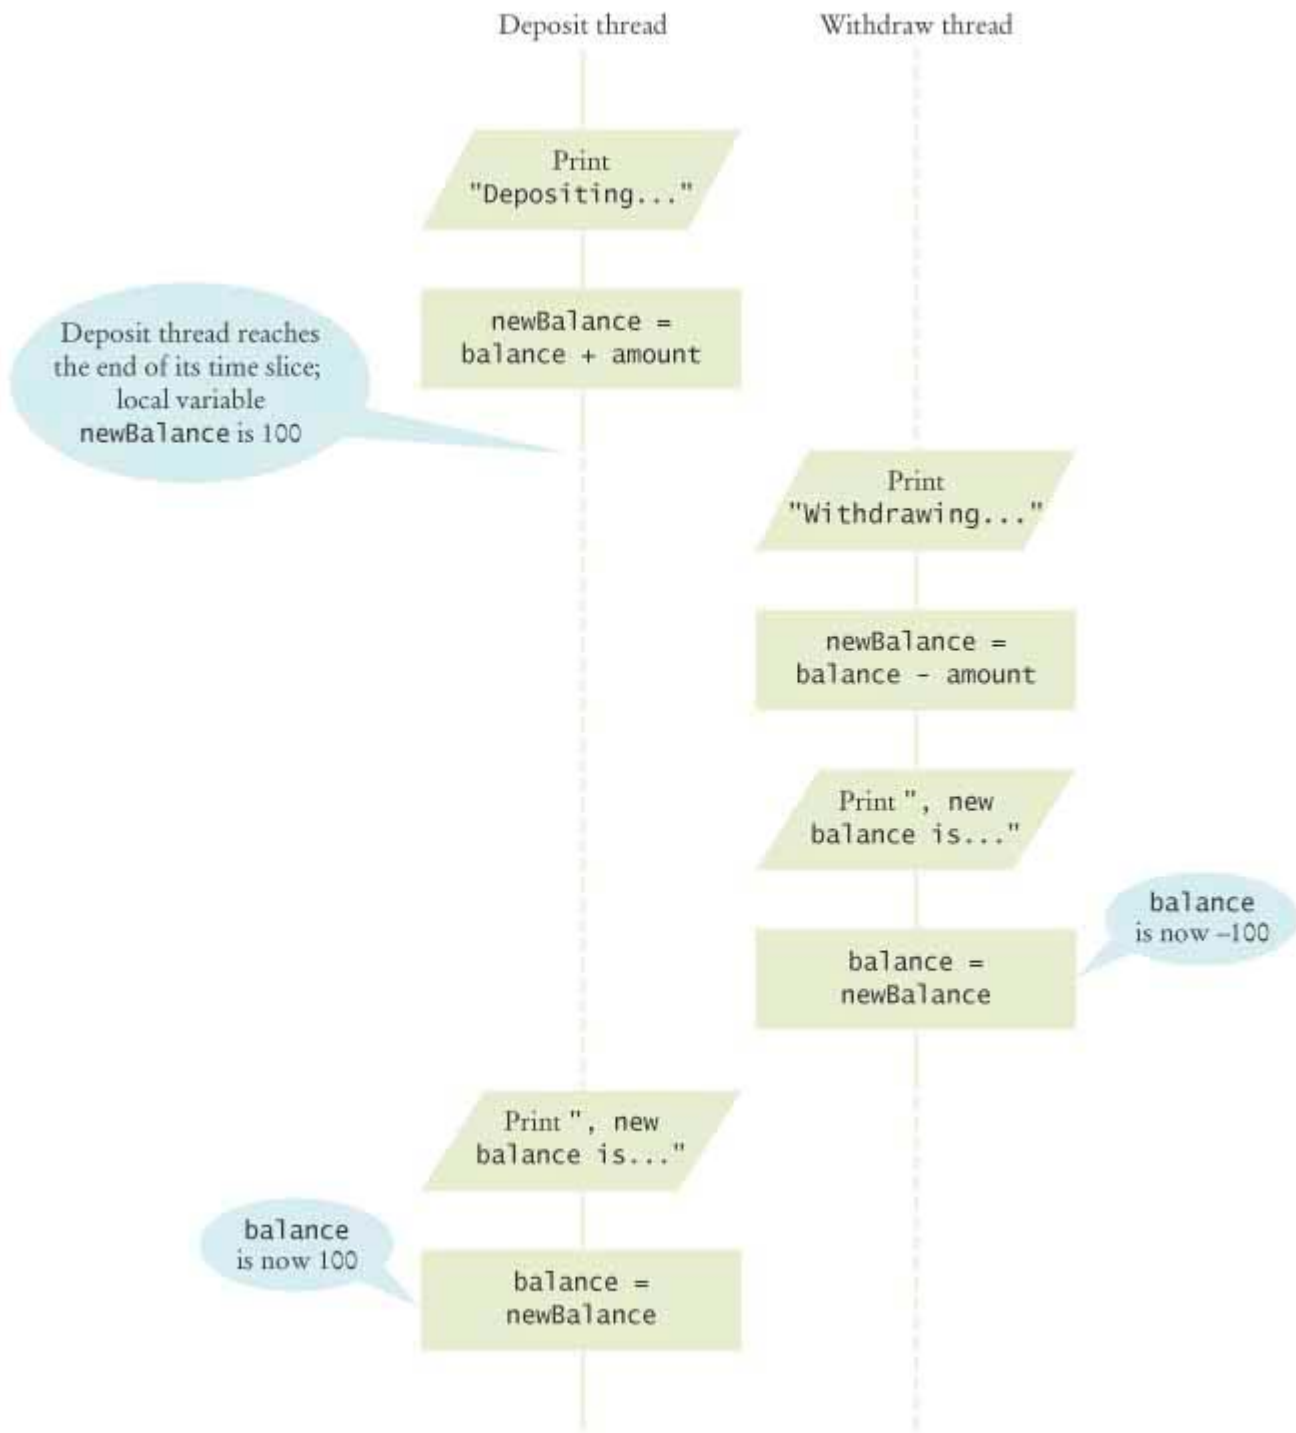 Deposit thread
Withdraw thread
Print
"Depositing..."
newBalance =
balance + amount
Deposit thread reaches
the end of its time slice;
local variable
newBalance is 100
Print
"Withdrawing..."
newBalance =
balance - amount
Print ", new
balance is..."
balance
is now –100
balance =
newBalance
Print ", new
balance is..."
balance
is now 100
balance =
newBalance